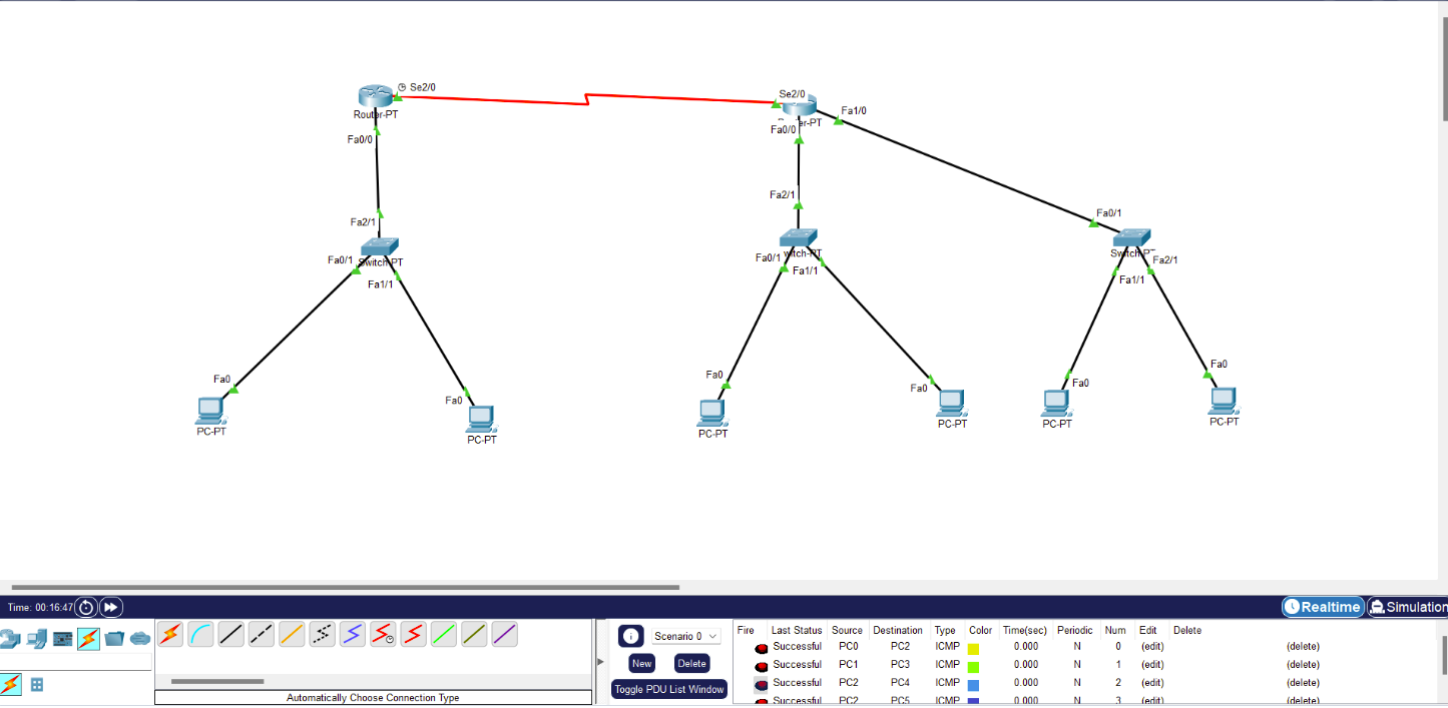 Se2/0
Router-PT
Fa0/0
Fa2/1
Fa0/1
Switch-PT
Fa1/1
Fa0
PC-PT
Fa0
PC-PT
Se2/0
Fa1/0
er-PT
Fa0/0
Fa2/1
Fa0/1
witch-PT
Fa1/1
Fa0
PC-PT
Fa0
PC-PT
Fa0/1
Switch-PT
Fa2/1
Fa1/1
Fa0
PC-PT
Fa0
PC-PT
Time: 00:16:47
Realtime
Simulation
Automatically Choose Connection Type
Scenario 0
New
Delete
Toggle PDU List Window
Fire Last Status Source Destination Type Color Time(sec) Periodic Num Edit Delete
Successful PC0 PC2 ICMP 0.000 N 0 (edit) (delete)
Successful PC1 PC3 ICMP 0.000 N 1 (edit) (delete)
Successful PC2 PC4 ICMP 0.000 N 2 (edit) (delete)
Successful PC2 PC5 ICMP 0.000 N 3 (edit) (delete)